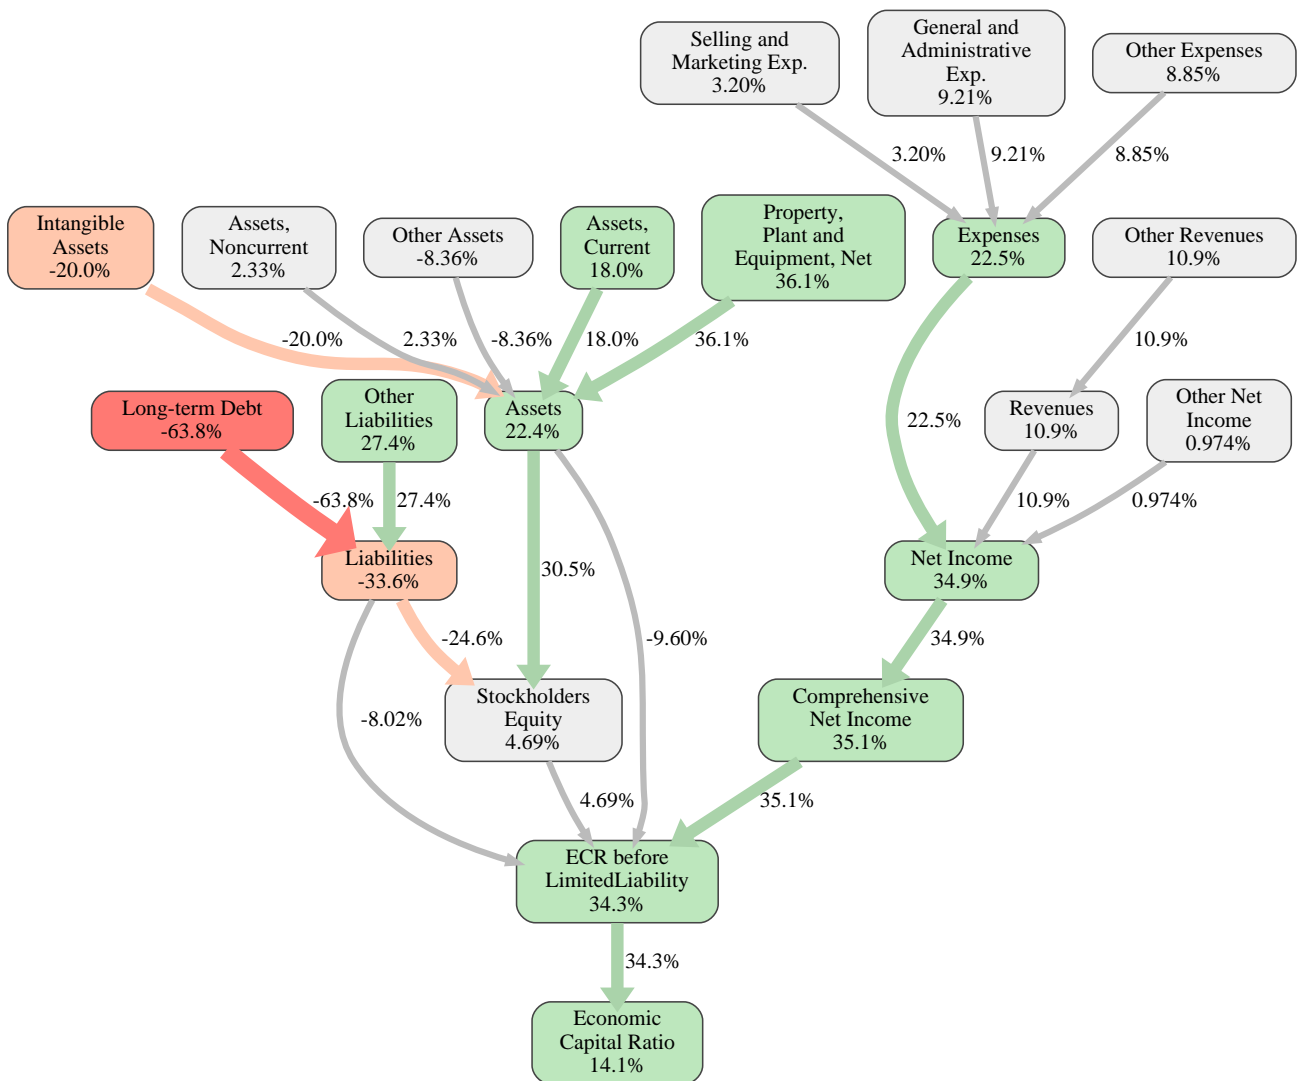 Selling and
Marketing Exp.
3.20%
General and
Administrative
Exp.
9.21%
Other Expenses
8.85%
3.20%
9.21%
8.85%
Intangible
Assets
-20.0%
Assets,
Noncurrent
2.33%
Other Assets
-8.36%
Assets,
Current
18.0%
Property,
Plant and
Equipment, Net
36.1%
Expenses
22.5%
Other Revenues
10.9%
-20.0%
2.33%
-8.36%
18.0%
36.1%
10.9%
Long-term Debt
-63.8%
Other
Liabilities
27.4%
Assets
22.4%
22.5%
Revenues
10.9%
Other Net
Income
0.974%
-63.8%
27.4%
10.9%
0.974%
Liabilities
-33.6%
30.5%
Net Income
34.9%
-24.6%
-9.60%
34.9%
-8.02%
Stockholders
Equity
4.69%
Comprehensive
Net Income
35.1%
4.69%
35.1%
ECR before
LimitedLiability
34.3%
34.3%
Economic
Capital Ratio
14.1%